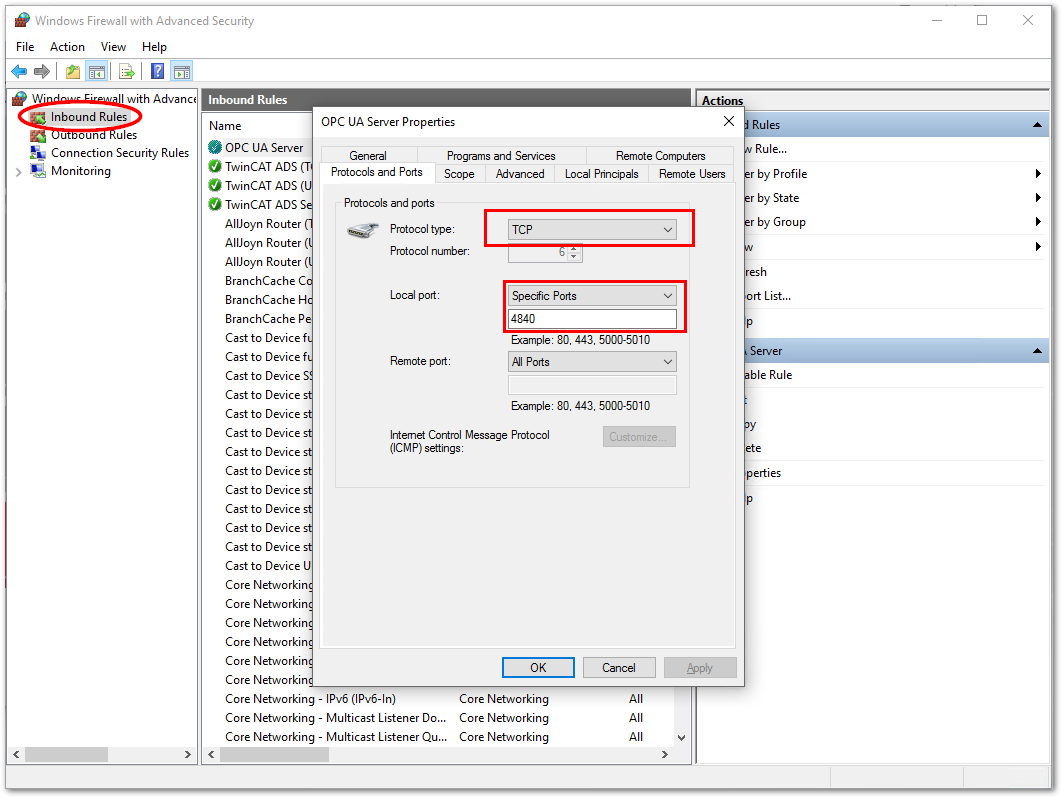 Windows Firewall with Advanced Security
File Action View Help
Windows Firewall with Advance
Inbound Rules
Outbound Rules
Connection Security Rules
Monitoring
Inbound Rules
Name
OPC UA Server
TwinCAT ADS (T
TwinCAT ADS (U
TwinCAT ADS Se
AllJoyn Router (T
AllJoyn Router (U
AllJoyn Router (U
BranchCache Co
BranchCache Ho
BranchCache Pe
Cast to Device fu
Cast to Device fu
Cast to Device SS
Cast to Device st
Cast to Device st
Cast to Device st
Cast to Device st
Cast to Device st
Cast to Device st
Cast to Device st
Cast to Device st
Cast to Device st
Cast to Device U
Core Networking
Core Networking
Core Networking
Core Networking
Core Networking
Core Networking
Core Networking - IPv6 (IPv6-In) Core Networking All
Core Networking - Multicast Listener Do... Core Networking All
Core Networking - Multicast Listener Qu... Core Networking All
OPC UA Server Properties
General Programs and Services Remote Computers
Protocols and Ports Scope Advanced Local Principals Remote Users
Protocols and ports
Protocol type: TCP
Protocol number: 6
Local port: Specific Ports
4840
Example: 80, 443, 5000-5010
Remote port: All Ports
Example: 80, 443, 5000-5010
Internet Control Message Protocol
(ICMP) settings: Customize...
OK Cancel Apply
Actions
d Rules
w Rule...
er by Profile
er by State
er by Group
w
resh
ort List...
lp
A Server
able Rule
t
py
ete
perties
lp